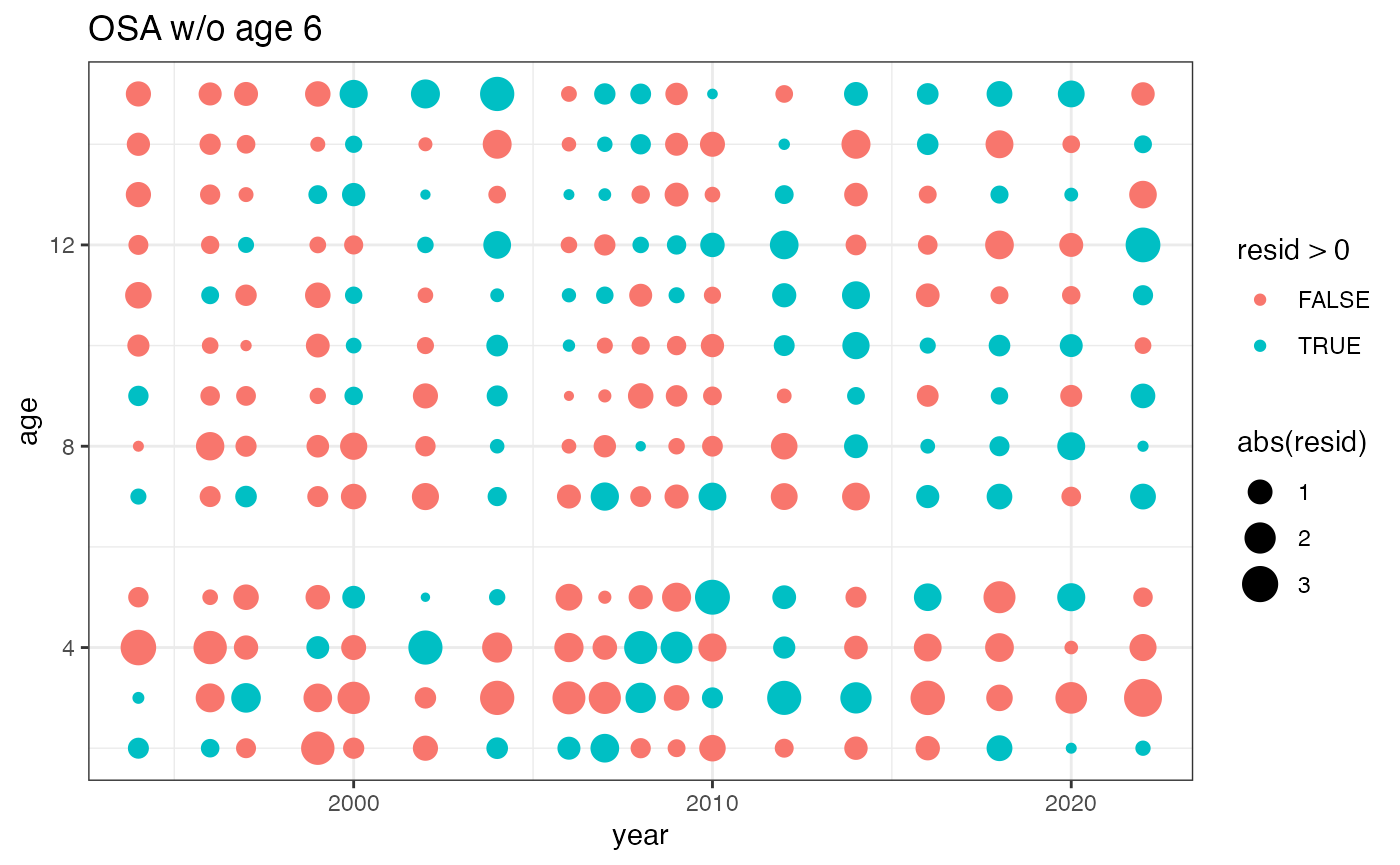 OSA w/o age 6
12
8
4
age
2000 2010 2020
year
resid > 0
FALSE
TRUE
abs(resid)
1
2
3